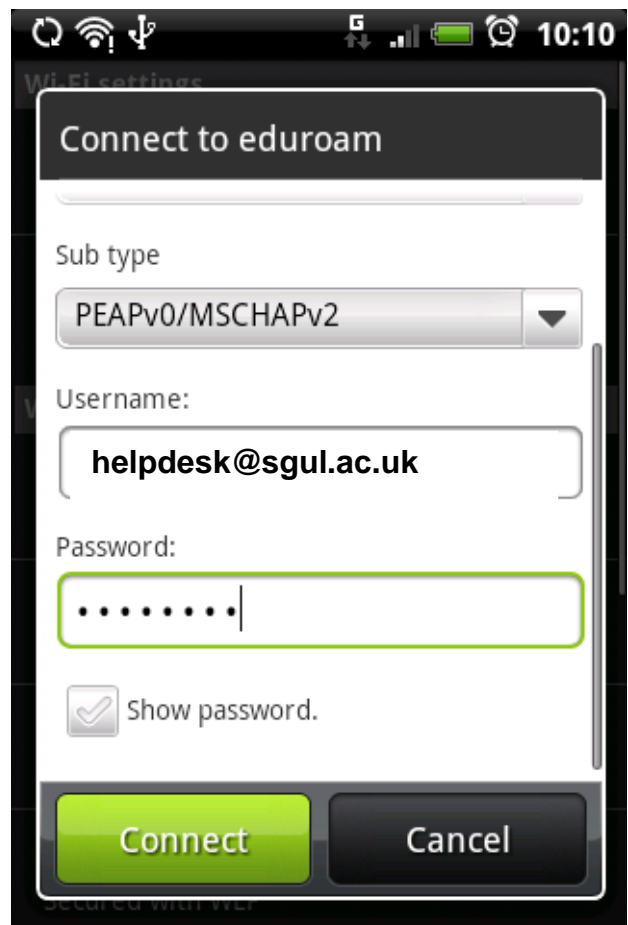 G 10:10
Wi-Fi settings
Connect to eduroam
Sub type
PEAPv0/MSCHAPv2
Username:
helpdesk@sgul.ac.uk
Password:
••••••••
Show password.
Connect Cancel
Secured with WEP